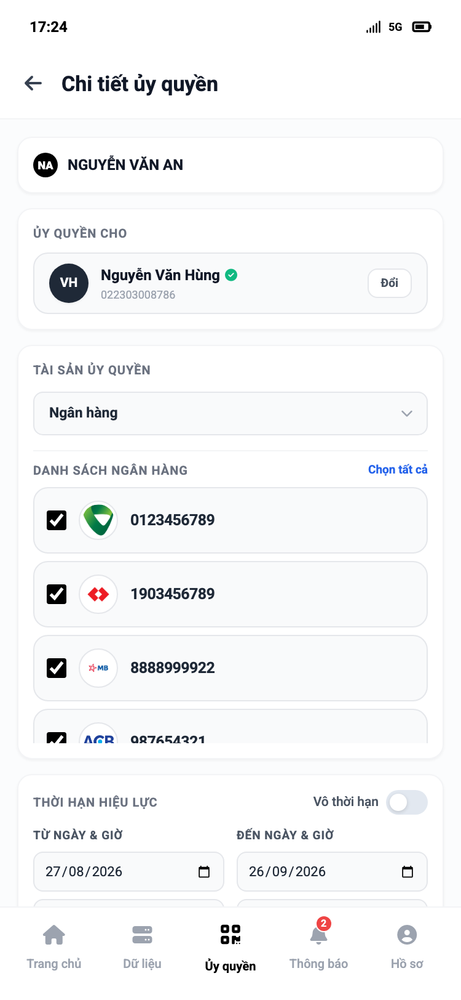 17:24
5G
Chi tiết ủy quyền
NA NGUYỄN VĂN AN
ỦY QUYỀN CHO
VH Nguyễn Văn Hùng
022303008786
Đổi
TÀI SẢN ỦY QUYỀN
Ngân hàng
DANH SÁCH NGÂN HÀNG Chọn tất cả
0123456789
1903456789
MB 8888999922
ACB 987654321
THỜI HẠN HIỆU LỰC Vô thời hạn
TỪ NGÀY & GIỜ ĐẾN NGÀY & GIỜ
27/08/2026 26/09/2026
2
Trang chủ Dữ liệu Ủy quyền Thông báo Hồ sơ